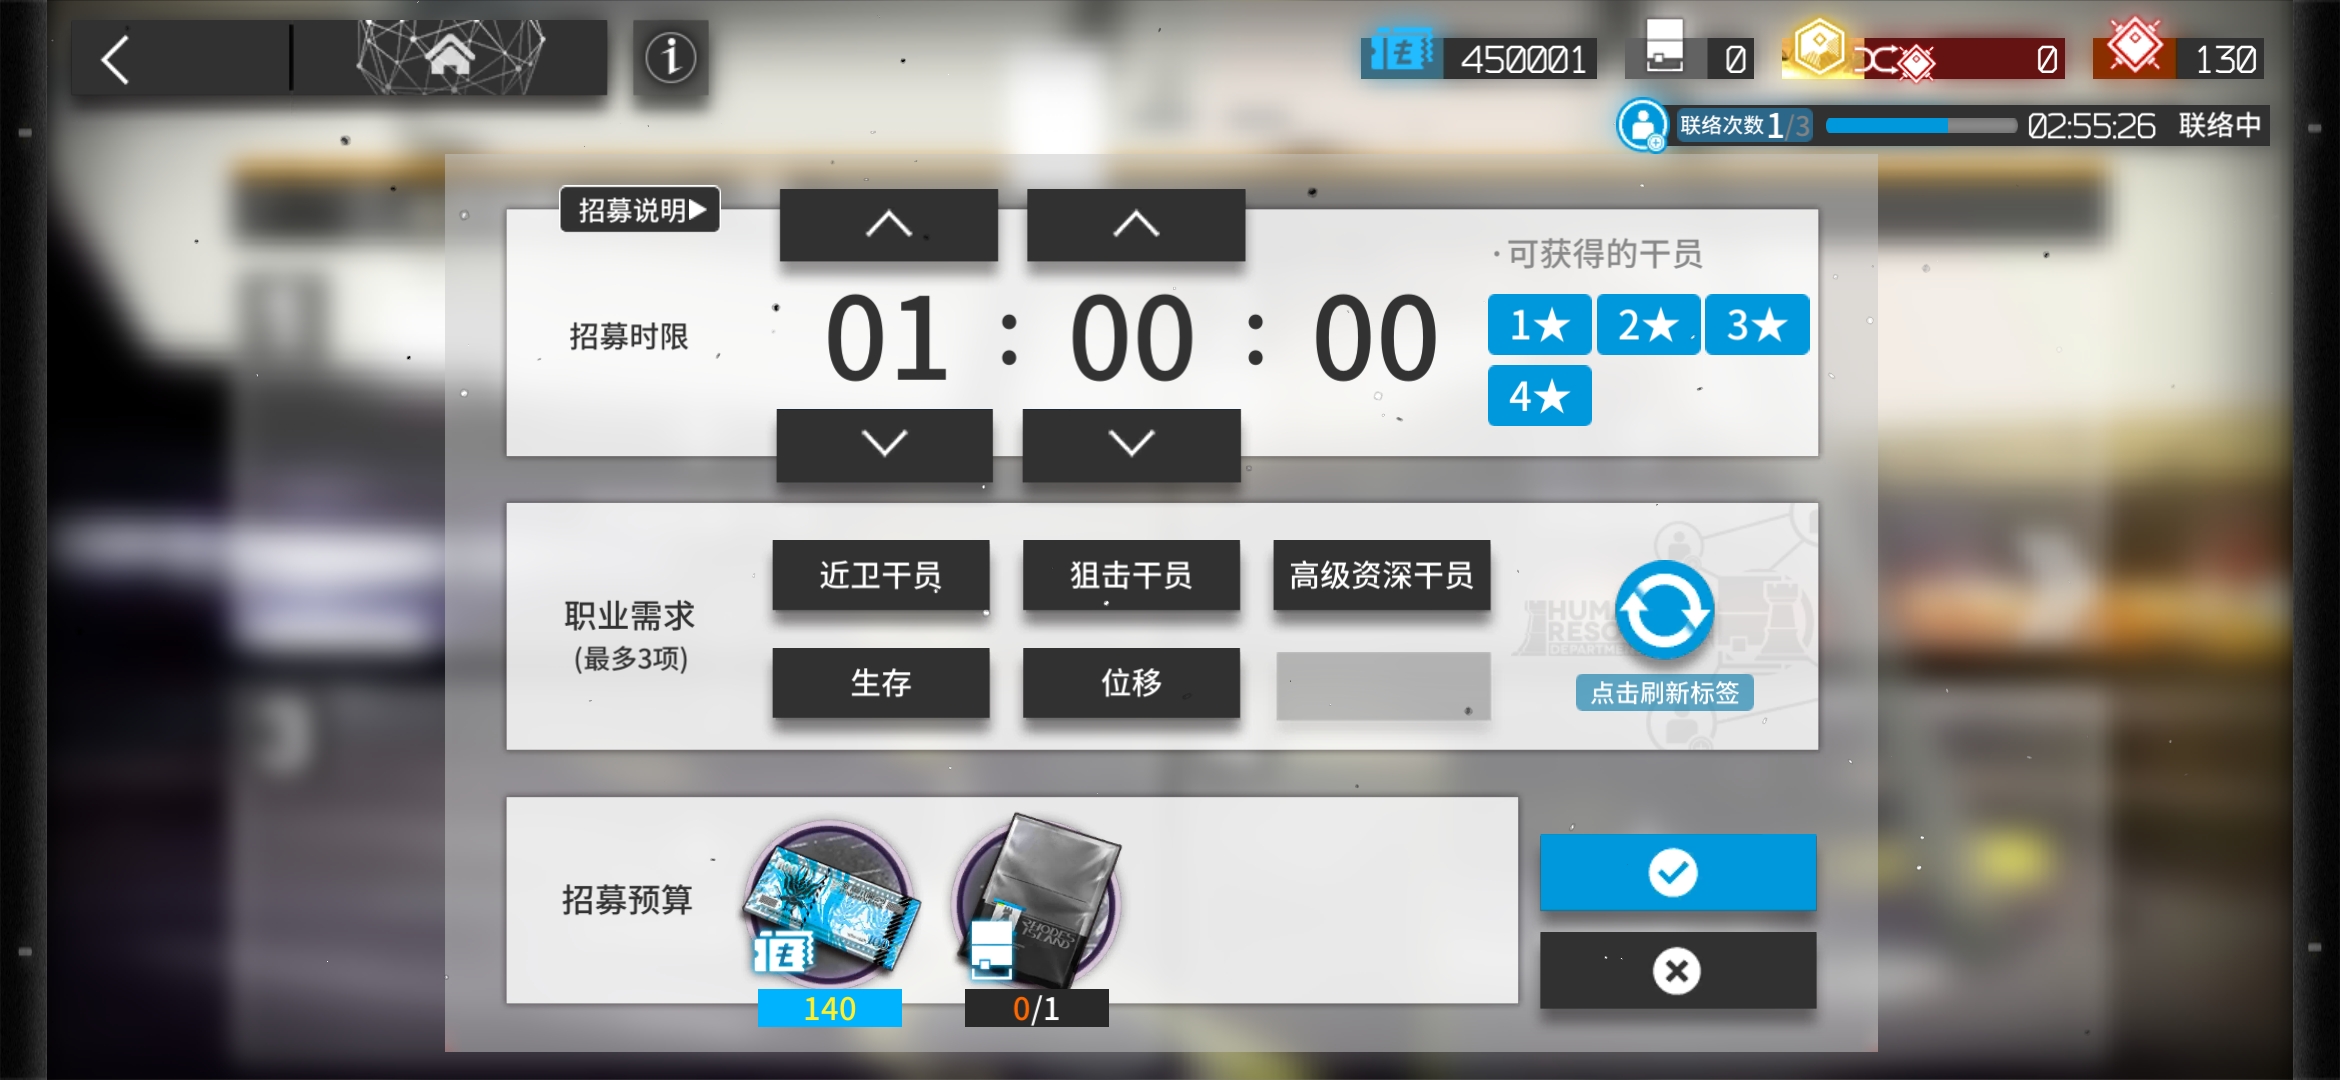 450001
0
0
130
联络次数1/3
02:55:26 联络中
招募说明
招募时限
01:00:00
·可获得的干员
1★ 2★ 3★
4★
职业需求
(最多3项)
近卫干员 狙击干员 高级资深干员
生存 位移
点击刷新标签
招募预算
RHODES
ISLAND
140
0/1